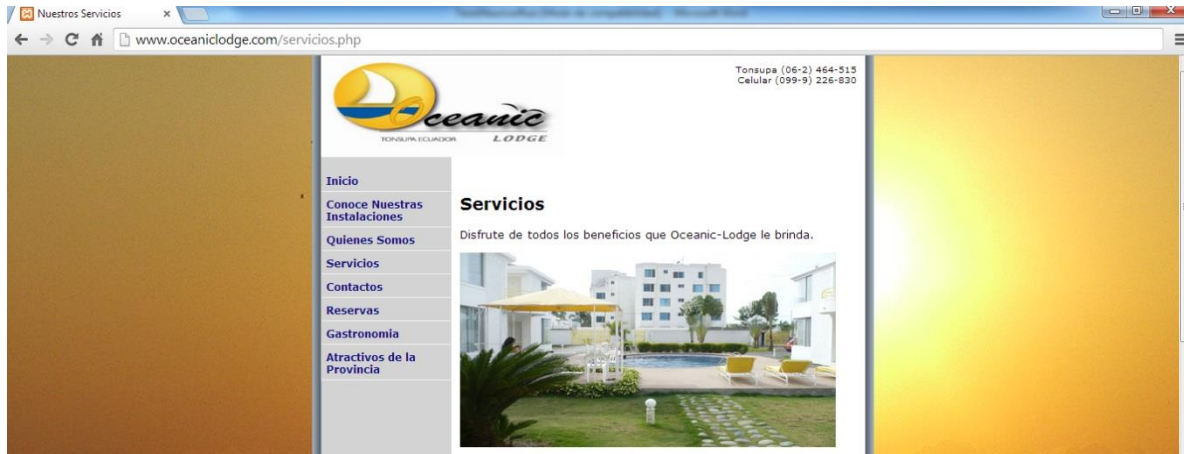 Nuestros Servicios
www.oceaniclodge.com/servicios.php
Tonsupa (06-2) 464-515
Celular (099-9) 226-830
Oceanic
TONSUPA ECUADOR LODGE
Inicio
Conoce Nuestras
Instalaciones
Quienes Somos
Servicios
Contactos
Reservas
Gastronomia
Atractivos de la
Provincia
Servicios
Disfrute de todos los beneficios que Oceanic-Lodge le brinda.